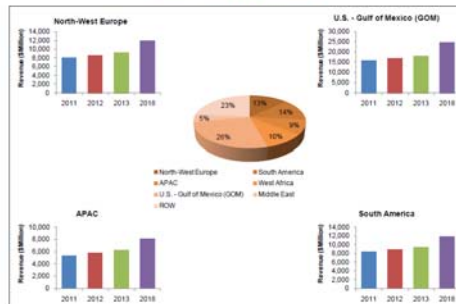 North-West Europe
Revenue ($Million)
14,000
12,000
10,000
8,000
6,000
4,000
2,000
0
2011 2012 2013 2018
U.S. - Gulf of Mexico (GOM)
Revenue ($Million)
30,000
25,000
20,000
15,000
10,000
5,000
0
2011 2012 2013 2018
13%
14%
9%
10%
26%
5%
23%
North-West Europe
South America
APAC
West Africa
U.S. - Gulf of Mexico (GOM)
Middle East
ROW
APAC
Revenue ($Million)
10,000
8,000
6,000
4,000
2,000
0
2011 2012 2013 2018
South America
Revenue ($Million)
14,000
12,000
10,000
8,000
6,000
4,000
2,000
0
2011 2012 2013 2018